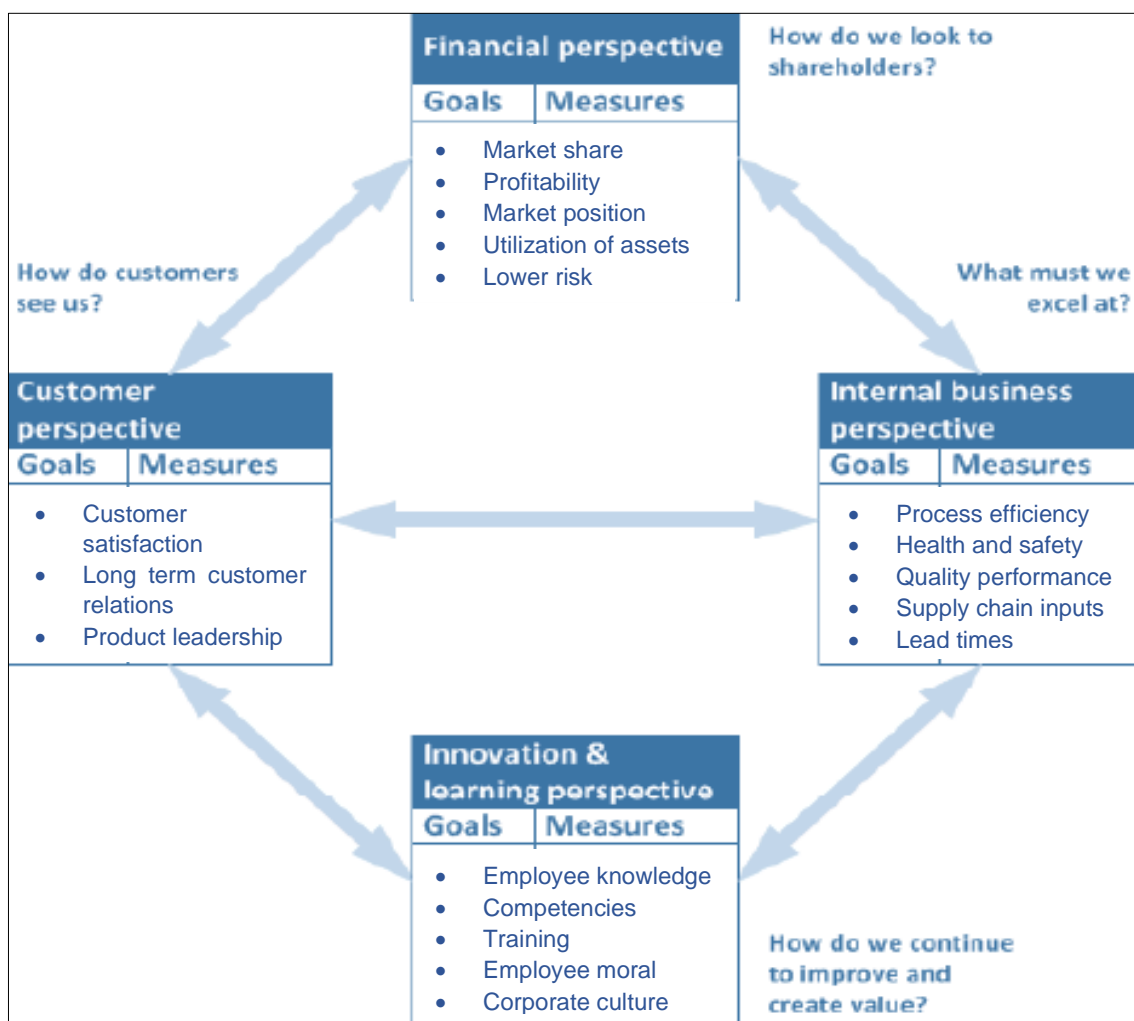 Financial perspective
How do we look to
shareholders?
Goals Measures
• Market share
• Profitability
• Market position
• Utilization of assets
• Lower risk
How do customers
see us?
What must we
excel at?
Customer
perspective
Goals Measures
• Customer
satisfaction
• Long term customer
relations
• Product leadership
Internal business
perspective
Goals Measures
• Process efficiency
• Health and safety
• Quality performance
• Supply chain inputs
• Lead times
Innovation &
learning perspective
Goals Measures
• Employee knowledge
• Competencies
• Training
• Employee moral
• Corporate culture
How do we continue
to improve and
create value?